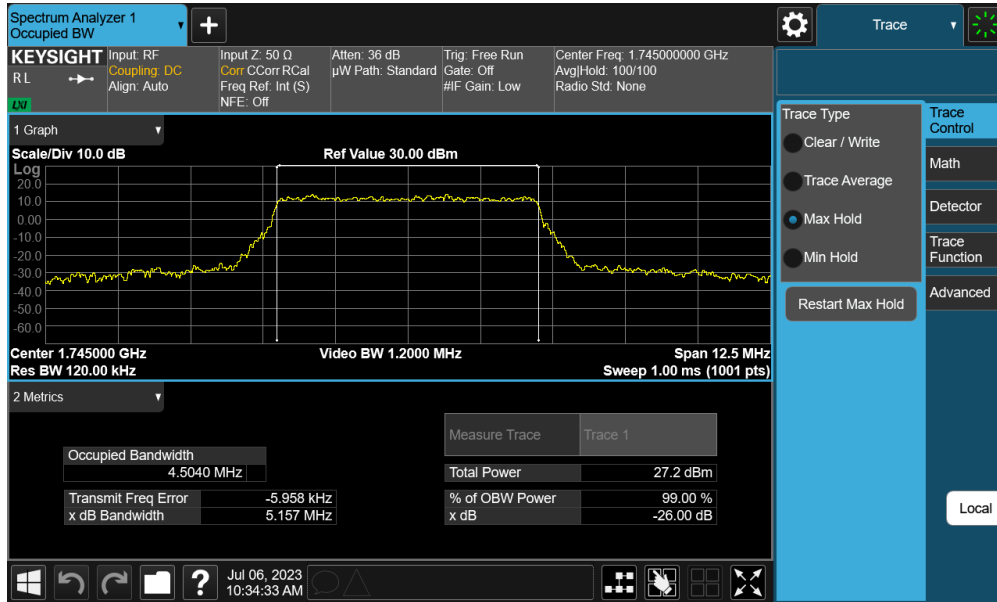 Spectrum Analyzer 1
Occupied BW
+
Trace
KEYSIGHT
R L
LXI
Input: RF
Coupling: DC
Align: Auto
Input Z: 50 Ω
Corr CCorr RCal
Freq Ref: Int (S)
NFE: Off
Atten: 36 dB
µW Path: Standard
Trig: Free Run
Gate: Off
#IF Gain: Low
Center Freq: 1.745000000 GHz
Avg|Hold: 100/100
Radio Std: None
1 Graph
Scale/Div 10.0 dB
Ref Value 30.00 dBm
Log
20.0
10.0
0.00
-10.0
-20.0
-30.0
-40.0
-50.0
-60.0
Center 1.745000 GHz
Video BW 1.2000 MHz
Span 12.5 MHz
Res BW 120.00 kHz
Sweep 1.00 ms (1001 pts)
2 Metrics
Measure Trace
Trace 1
Occupied Bandwidth
4.5040 MHz
Total Power
27.2 dBm
Transmit Freq Error
-5.958 kHz
% of OBW Power
99.00 %
x dB Bandwidth
5.157 MHz
x dB
-26.00 dB
Trace Type
Clear / Write
Trace Average
Max Hold
Min Hold
Restart Max Hold
Trace
Control
Math
Detector
Trace
Function
Advanced
Local
?
Jul 06, 2023
10:34:33 AM